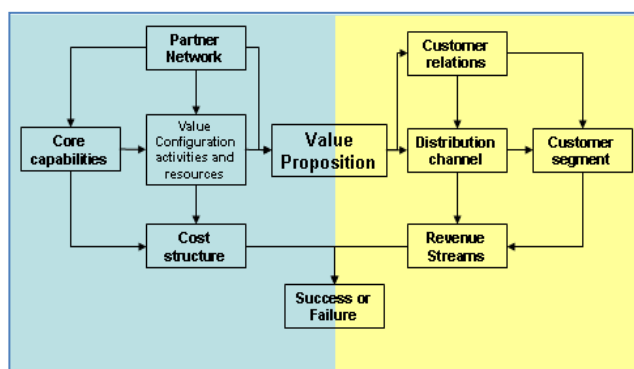 Partner
Network
Customer
relations
Core
capabilities
Value
Configuration
activities and
resources
Value
Proposition
Distribution
channel
Customer
segment
Cost
structure
Revenue
Streams
Success or
Failure